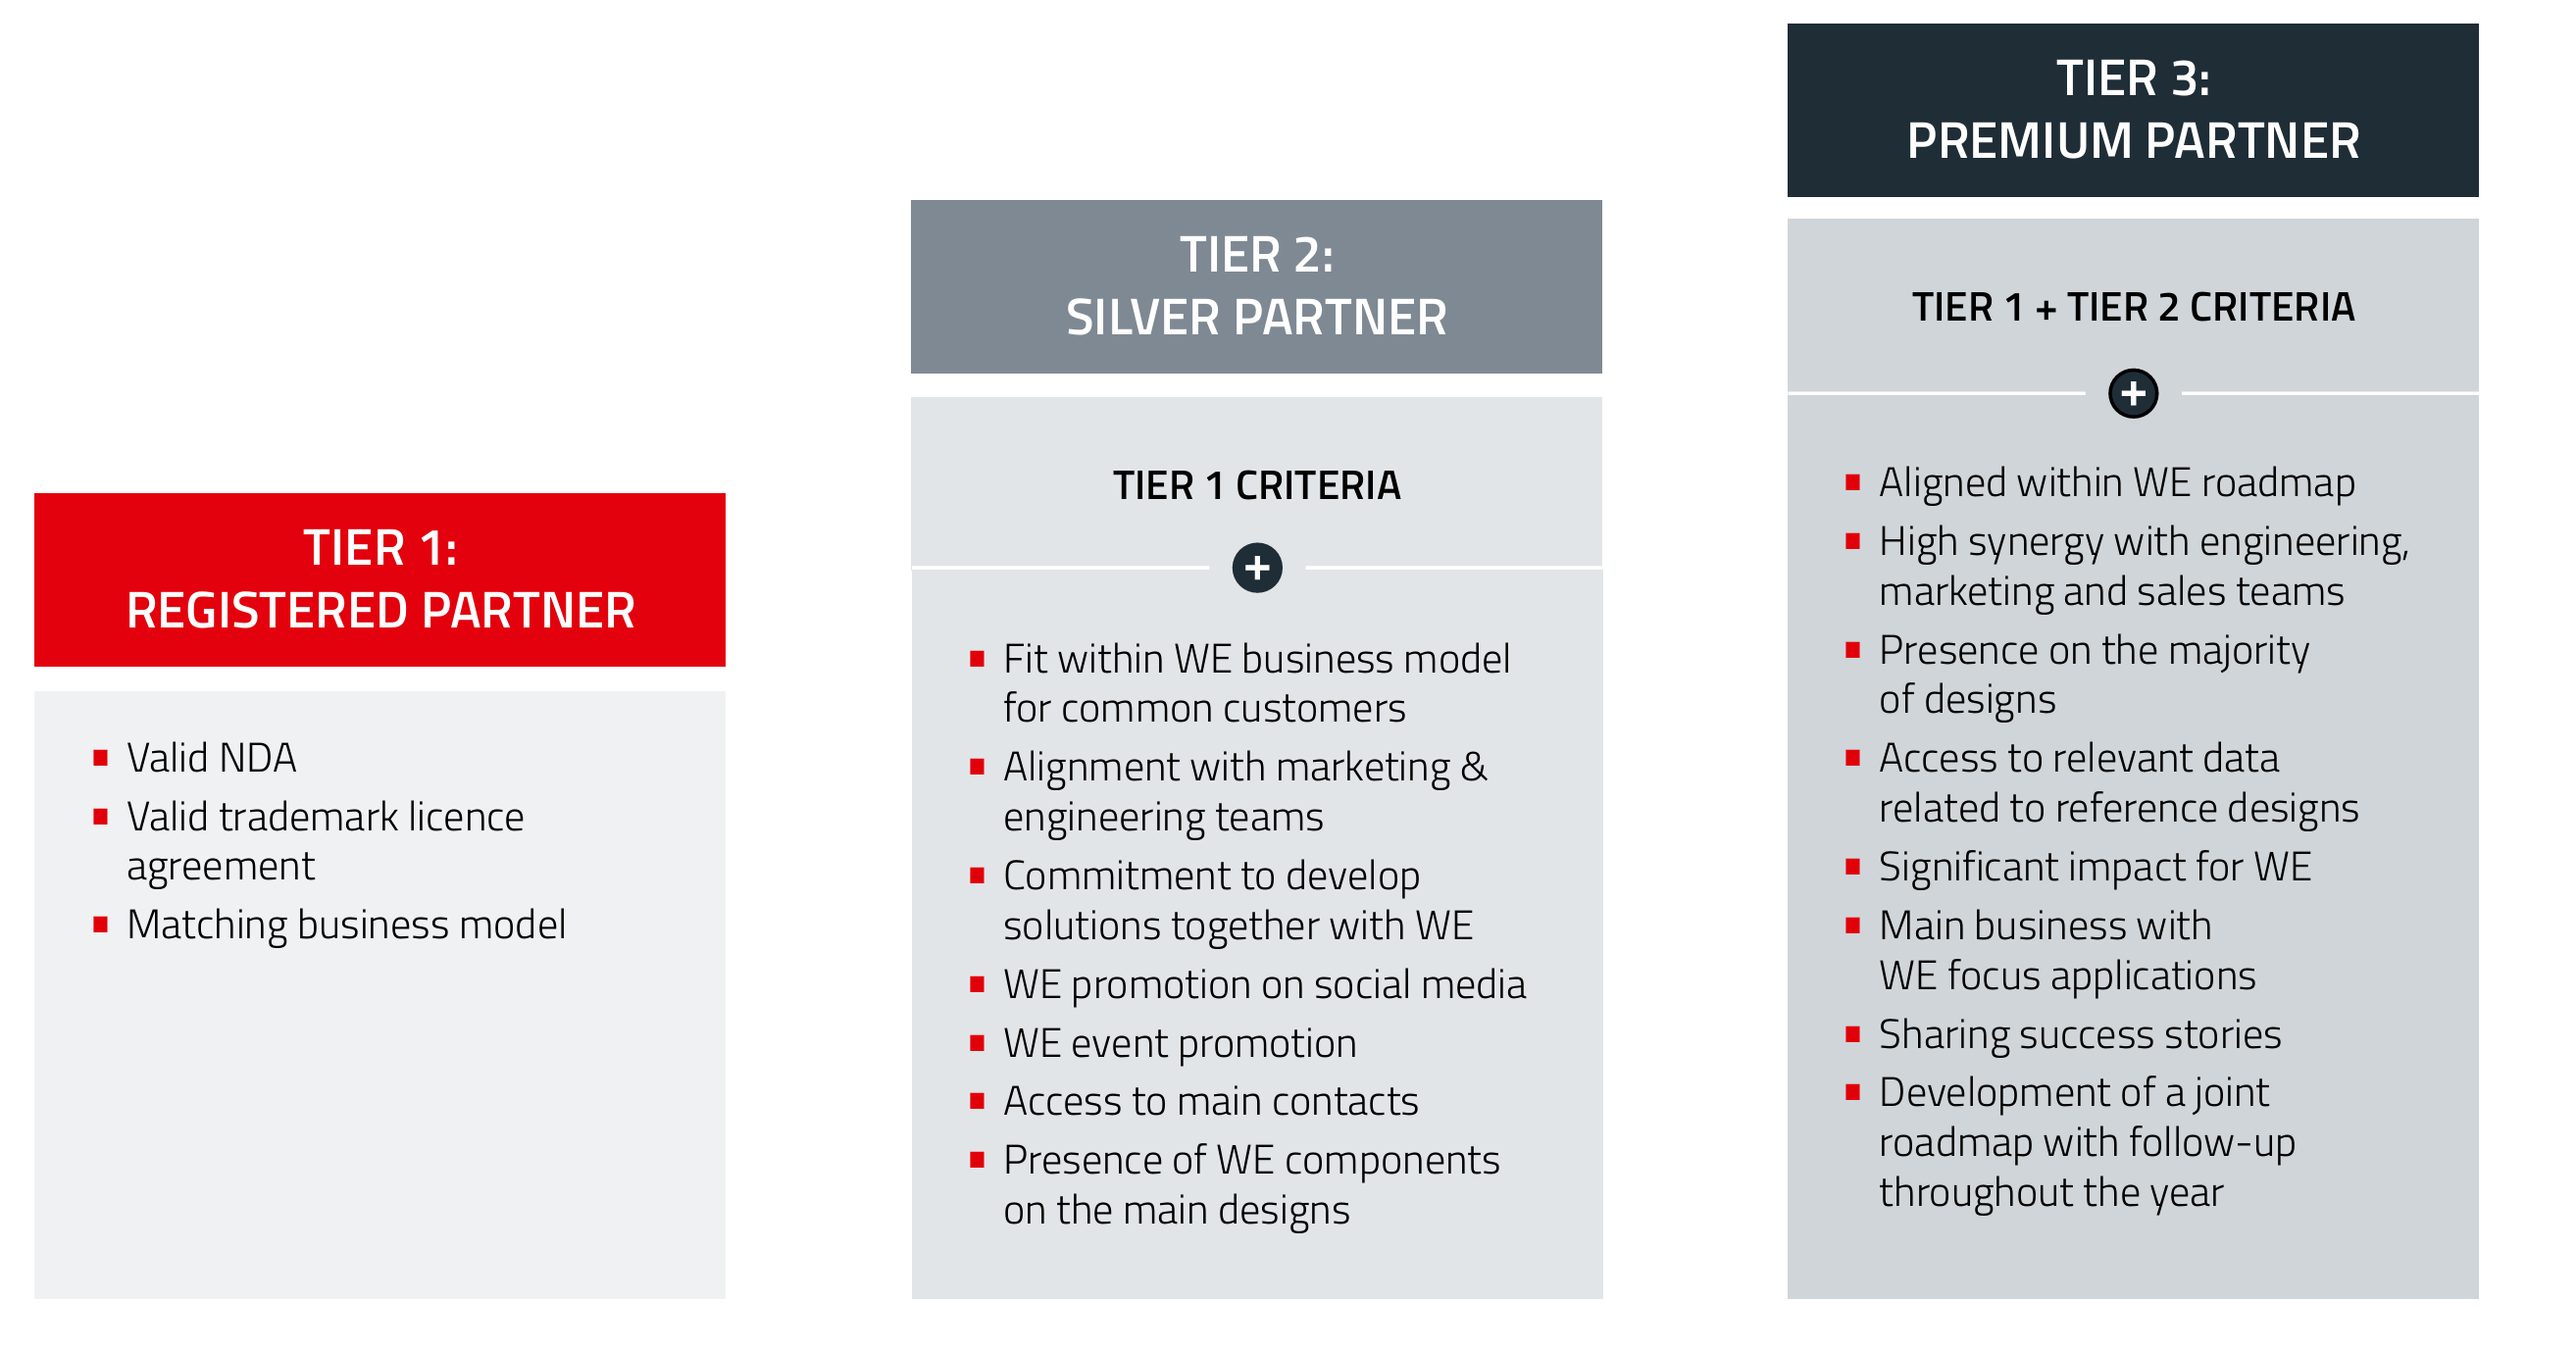 TIER 1:
REGISTERED PARTNER
Valid NDA
Valid trademark licence
agreement
Matching business model
TIER 2:
SILVER PARTNER
TIER 1 CRITERIA
+
Fit within WE business model
for common customers
Alignment with marketing &
engineering teams
Commitment to develop
solutions together with WE
WE promotion on social media
WE event promotion
Access to main contacts
Presence of WE components
on the main designs
TIER 3:
PREMIUM PARTNER
TIER 1 + TIER 2 CRITERIA
+
Aligned within WE roadmap
High synergy with engineering,
marketing and sales teams
Presence on the majority
of designs
Access to relevant data
related to reference designs
Significant impact for WE
Main business with
WE focus applications
Sharing success stories
Development of a joint
roadmap with follow-up
throughout the year